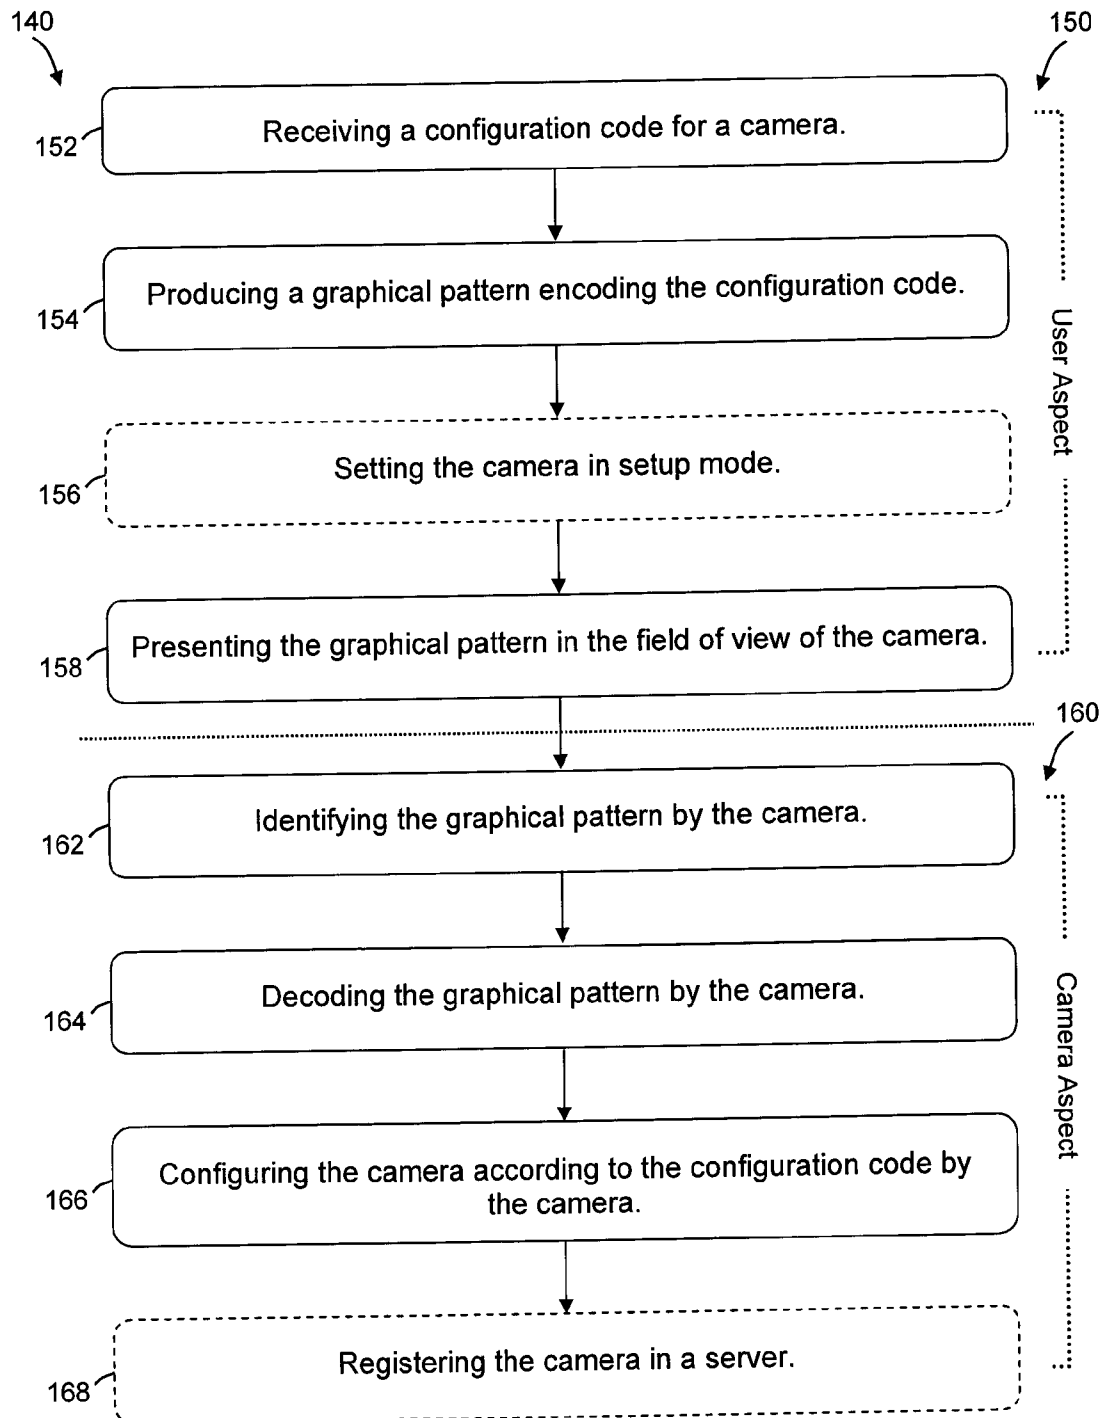 140
150
152
Receiving a configuration code for a camera.
154
Producing a graphical pattern encoding the configuration code.
User Aspect
156
Setting the camera in setup mode.
158
Presenting the graphical pattern in the field of view of the camera.
160
162
Identifying the graphical pattern by the camera.
164
Decoding the graphical pattern by the camera.
Camera Aspect
166
Configuring the camera according to the configuration code by
the camera.
168
Registering the camera in a server.